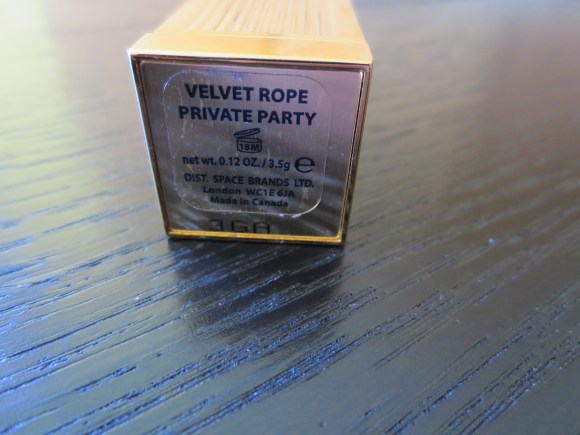 VELVET ROPE
PRIVATE PARTY
18M
net wt. 0.12 OZ. / 3.5g e
DIST. SPACE BRANDS LTD.
London WC1E 6JA
Made in Canada